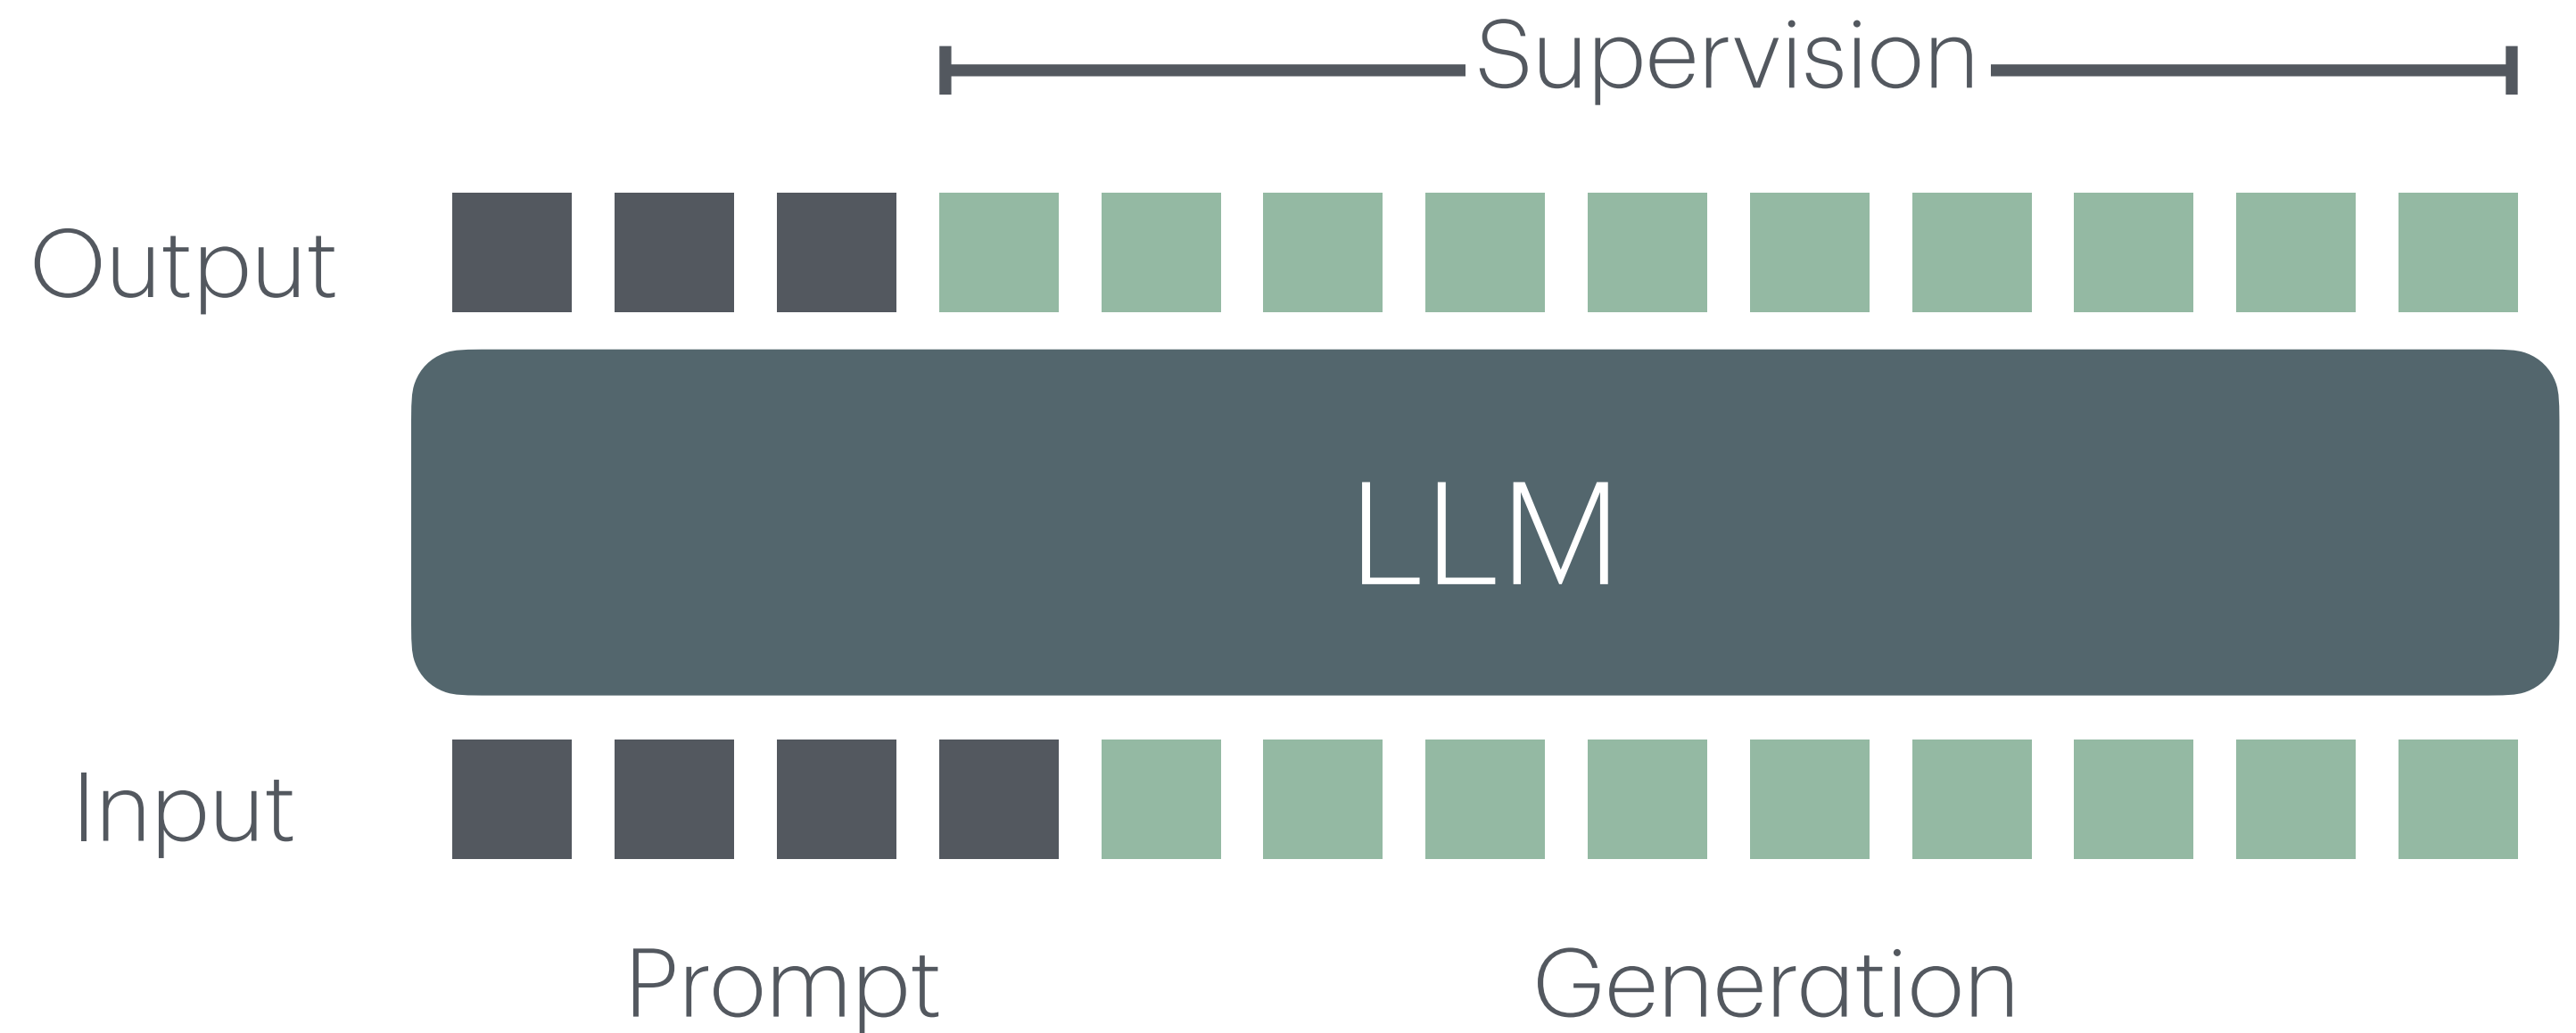 Supervision
Output
LLM
Input
Prompt
Generation